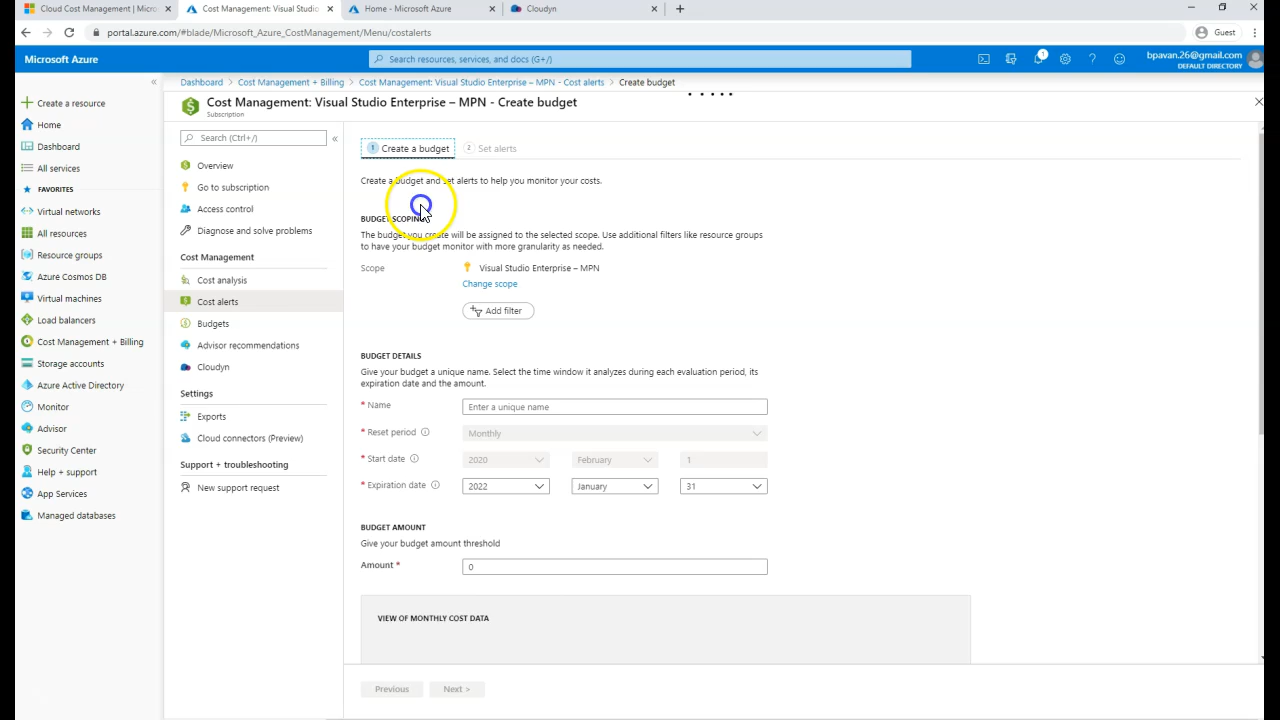 Cloud Cost Management | Micro
Cost Management: Visual Studio
Home - Microsoft Azure
Cloudyn
portal.azure.com/#blade/Microsoft_Azure_CostManagement/Menu/costalerts
Guest
Microsoft Azure
Search resources, services, and docs (G+/)
1
bpavan.26@gmail.com
DEFAULT DIRECTORY
Dashboard > Cost Management + Billing > Cost Management: Visual Studio Enterprise – MPN - Cost alerts > Create budget
Cost Management: Visual Studio Enterprise – MPN - Create budget
Subscription
Create a resource
Home
Dashboard
All services
FAVORITES
Virtual networks
All resources
Resource groups
Azure Cosmos DB
Virtual machines
Load balancers
Cost Management + Billing
Storage accounts
Azure Active Directory
Monitor
Advisor
Security Center
Help + support
App Services
Managed databases
Search (Ctrl+/)
Overview
Go to subscription
Access control
Diagnose and solve problems
Cost Management
Cost analysis
Cost alerts
Budgets
Advisor recommendations
Cloudyn
Settings
Exports
Cloud connectors (Preview)
Support + troubleshooting
New support request
1 Create a budget 2 Set alerts
Create a budget and set alerts to help you monitor your costs.
BUDGET SCOPING
The budget you create will be assigned to the selected scope. Use additional filters like resource groups
to have your budget monitor with more granularity as needed.
Scope Visual Studio Enterprise – MPN
Change scope
Add filter
BUDGET DETAILS
Give your budget a unique name. Select the time window it analyzes during each evaluation period, its
expiration date and the amount.
* Name Enter a unique name
* Reset period Monthly
* Start date 2020 February 1
* Expiration date 2022 January 31
BUDGET AMOUNT
Give your budget amount threshold
Amount * 0
VIEW OF MONTHLY COST DATA
Previous Next >